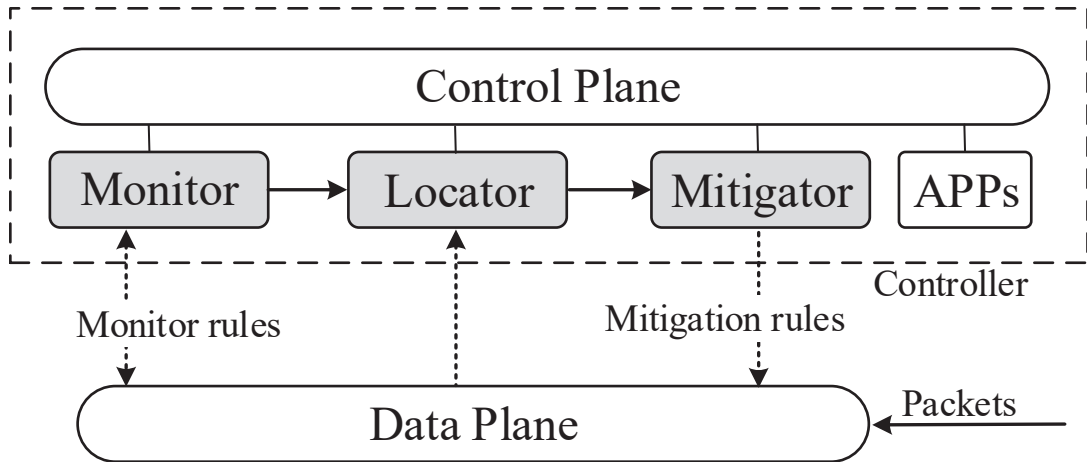 Control Plane
Monitor
Locator
Mitigator
APPs
Controller
Monitor rules
Mitigation rules
Data Plane
Packets